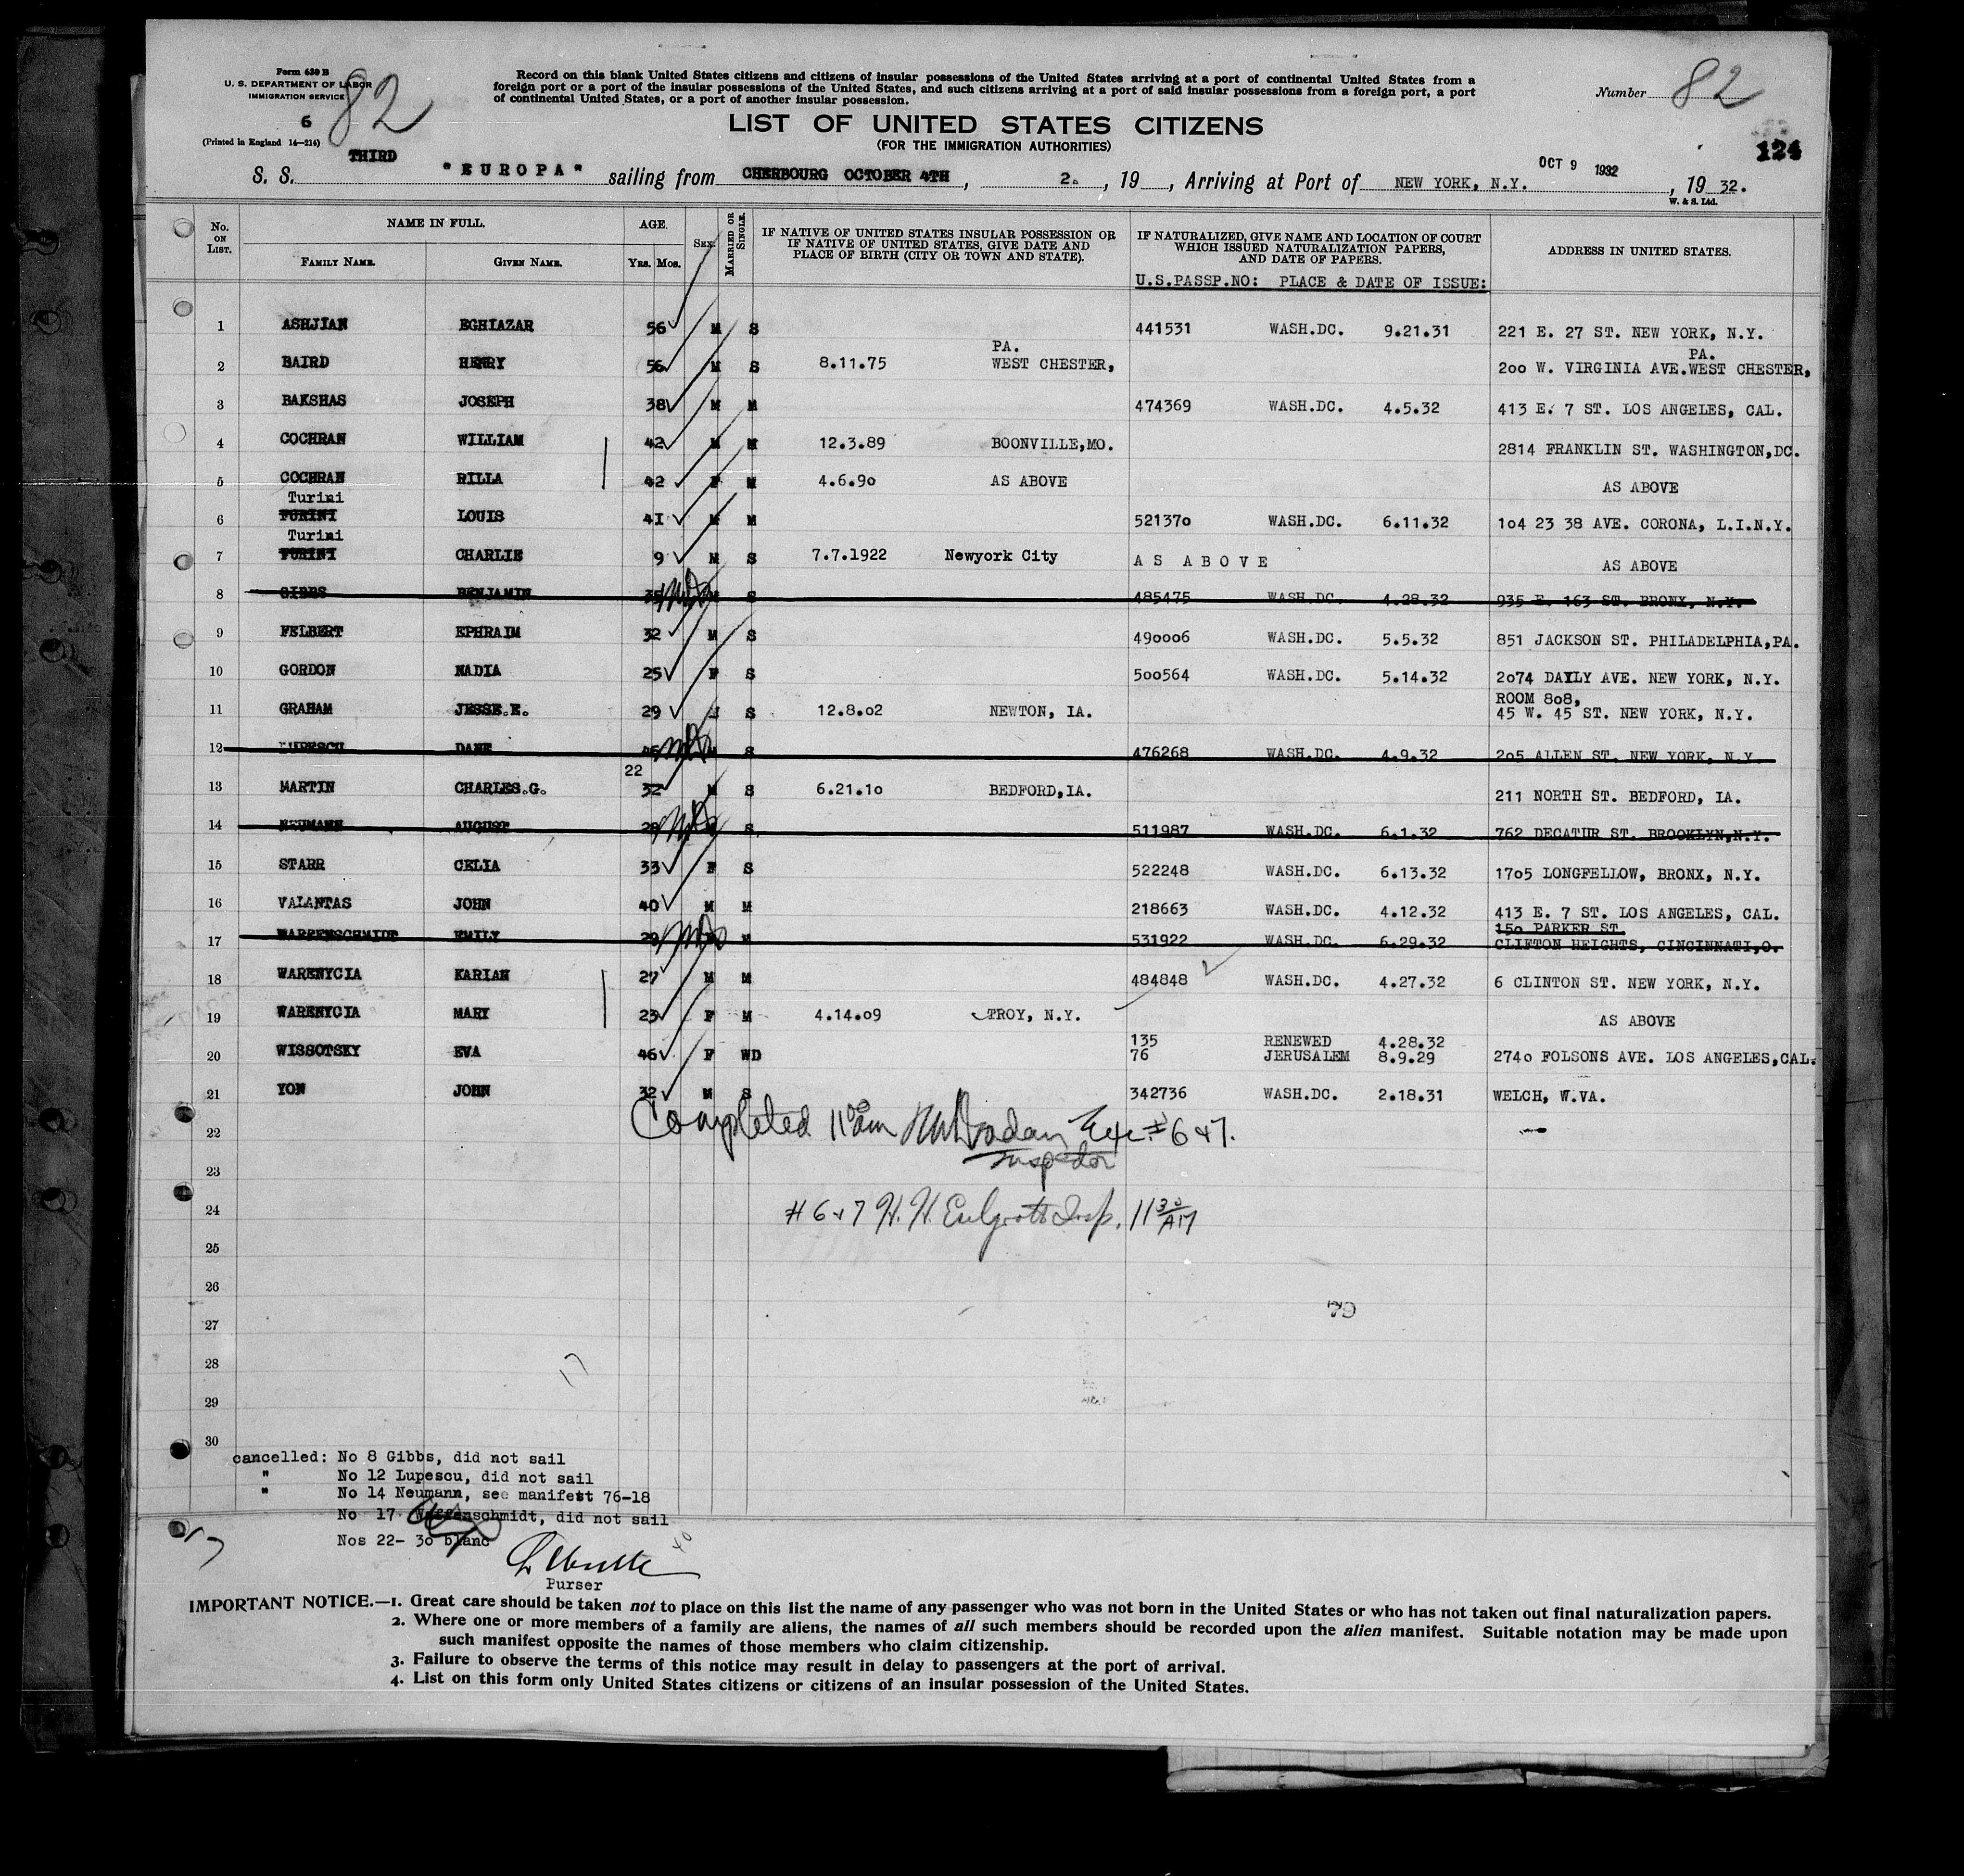 Form 630 B
U. S. DEPARTMENT OF LABOR
IMMIGRATION SERVICE
6
(Printed in England 14—214)
82
Record on this blank United States citizens and citizens of insular possessions of the United States arriving at a port of continental United States from a
foreign port or a port of the insular possessions of the United States, and such citizens arriving at a port of said insular possessions from a foreign port, a port
of continental United States, or a port of another insular possession.
Number 82
LIST OF UNITED STATES CITIZENS
(FOR THE IMMIGRATION AUTHORITIES)
124
THIRD
S. S. "EUROPA" sailing from CHERBOURG OCTOBER 4TH, 2. , 19 , Arriving at Port of NEW YORK, N.Y. OCT 9 1932 , 19 32.
W. & S. Ltd.
No. ON LIST. NAME IN FULL. AGE. SEX. MARRIED OR SINGLE. IF NATIVE OF UNITED STATES INSULAR POSSESSION OR IF NATIVE OF UNITED STATES, GIVE DATE AND PLACE OF BIRTH (CITY OR TOWN AND STATE). IF NATURALIZED, GIVE NAME AND LOCATION OF COURT WHICH ISSUED NATURALIZATION PAPERS, AND DATE OF PAPERS. ADDRESS IN UNITED STATES.
FAMILY NAME. GIVEN NAME. YRS. MOS.
U.S.PASSP.NO: PLACE & DATE OF ISSUE:
1 ASHJIAN EGHIAZAR 56 M S 441531 WASH.DC. 9.21.31 221 E. 27 ST. NEW YORK, N.Y.
PA. PA.
2 BAIRD HENRY 56 M S 8.11.75 WEST CHESTER, 200 W. VIRGINIA AVE.WEST CHESTER,
3 BAKSHAS JOSEPH 38 M M 474369 WASH.DC. 4.5.32 413 E. 7 ST. LOS ANGELES, CAL.
4 COCHRAN WILLIAM 42 M M 12.3.89 BOONVILLE,MO. 2814 FRANKLIN ST. WASHINGTON,DC.
5 COCHRAN RILLA 42 F M 4.6.90 AS ABOVE AS ABOVE
Turini
6 FURINI LOUIS 41 M M 521370 WASH.DC. 6.11.32 104 23 38 AVE. CORONA, L.I.N.Y.
Turini
7 FURINI CHARLIE 9 M S 7.7.1922 Newyork City AS ABOVE AS ABOVE
8 GIBBS BENJAMIN 35 M S 485475 WASH.DC. 4.28.32 935 E. 163 ST. BRONX, N.Y.
9 FELBERT EPHRAIM 32 M S 490006 WASH.DC. 5.5.32 851 JACKSON ST. PHILADELPHIA,PA.
10 GORDON NADIA 25 F S 500564 WASH.DC. 5.14.32 2074 DAILY AVE. NEW YORK, N.Y.
ROOM 808,
11 GRAHAM JESSE.E. 29 S 12.8.02 NEWTON, IA. 45 W. 45 ST. NEW YORK, N.Y.
12 LUPESCU DANE 46 M S 476268 WASH.DC. 4.9.32 205 ALLEN ST. NEW YORK, N.Y.
22
13 MARTIN CHARLES.G. 32 M S 6.21.10 BEDFORD,IA. 211 NORTH ST. BEDFORD, IA.
14 NEUMANN AUGUST 28 S 511987 WASH.DC. 6.1.32 762 DECATUR ST. BROOKLYN,N.Y.
15 STARR CELIA 33 F S 522248 WASH.DC. 6.13.32 1705 LONGFELLOW, BRONX, N.Y.
16 VALANTAS JOHN 40 M M 218663 WASH.DC. 4.12.32 413 E. 7 ST. LOS ANGELES, CAL.
150 PARKER ST.
17 WAFFENSCHMIDT EMILY 29 M 531922 WASH.DC. 6.29.32 CLIFTON HEIGHTS, CINCINNATI,O.
18 WARENYCIA KARIAN 27 M M 484848 WASH.DC. 4.27.32 6 CLINTON ST. NEW YORK, N.Y.
19 WARENYCIA MARY 23 F M 4.14.09 TROY, N.Y. AS ABOVE
135 RENEWED 4.28.32
20 WISSOTSKY EVA 46 F WD 76 JERUSALEM 8.9.29 2740 FOLSONS AVE. LOS ANGELES,CAL.
21 YON JOHN 32 M S 342736 WASH.DC. 2.18.31 WELCH, W.VA.
Completed 11 00 am #6 & 7.
22
Inspector
23
24 # 6 & 7 H. H. Insp. 11 30 AM
25
26
27
28
29
30
cancelled: No 8 Gibbs, did not sail
" No 12 Lupescu, did not sail
" No 14 Neumann, see manifest 76-18
No 17 Waffenschmidt, did not sail
Nos 22- 30 blanc
Purser
IMPORTANT NOTICE.—1. Great care should be taken not to place on this list the name of any passenger who was not born in the United States or who has not taken out final naturalization papers.
2. Where one or more members of a family are aliens, the names of all such members should be recorded upon the alien manifest. Suitable notation may be made upon
such manifest opposite the names of those members who claim citizenship.
3. Failure to observe the terms of this notice may result in delay to passengers at the port of arrival.
4. List on this form only United States citizens or citizens of an insular possession of the United States.